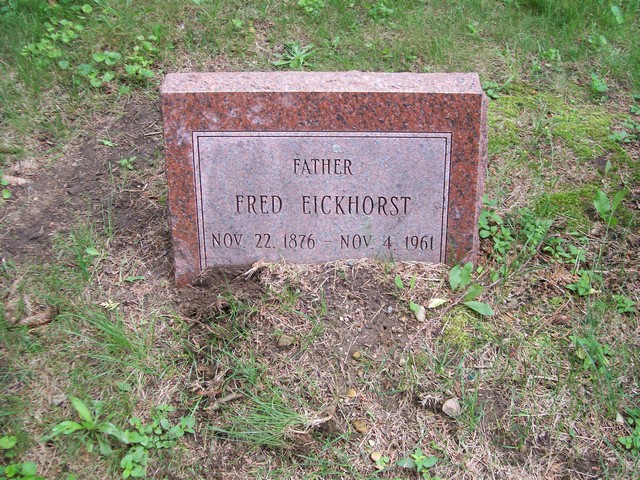 FATHER
FRED EICKHORST
NOV. 22, 1876 - NOV. 4, 1961